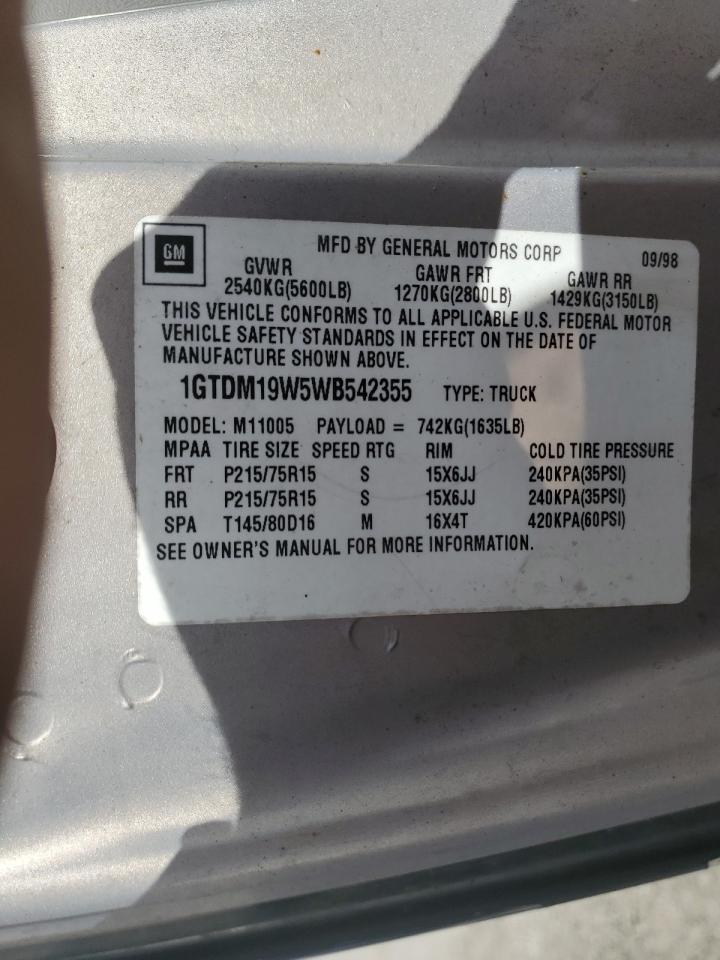 GM
MFD BY GENERAL MOTORS CORP 09/98
GVWR GAWR FRT GAWR RR
2540KG(5600LB) 1270KG(2800LB) 1429KG(3150LB)
THIS VEHICLE CONFORMS TO ALL APPLICABLE U.S. FEDERAL MOTOR
VEHICLE SAFETY STANDARDS IN EFFECT ON THE DATE OF
MANUFACTURE SHOWN ABOVE.
1GTDM19W5WB542355 TYPE: TRUCK
MODEL: M11005 PAYLOAD = 742KG(1635LB)
MPAA TIRE SIZE SPEED RTG RIM COLD TIRE PRESSURE
FRT P215/75R15 S 15X6JJ 240KPA(35PSI)
RR P215/75R15 S 15X6JJ 240KPA(35PSI)
SPA T145/80D16 M 16X4T 420KPA(60PSI)
SEE OWNER'S MANUAL FOR MORE INFORMATION.